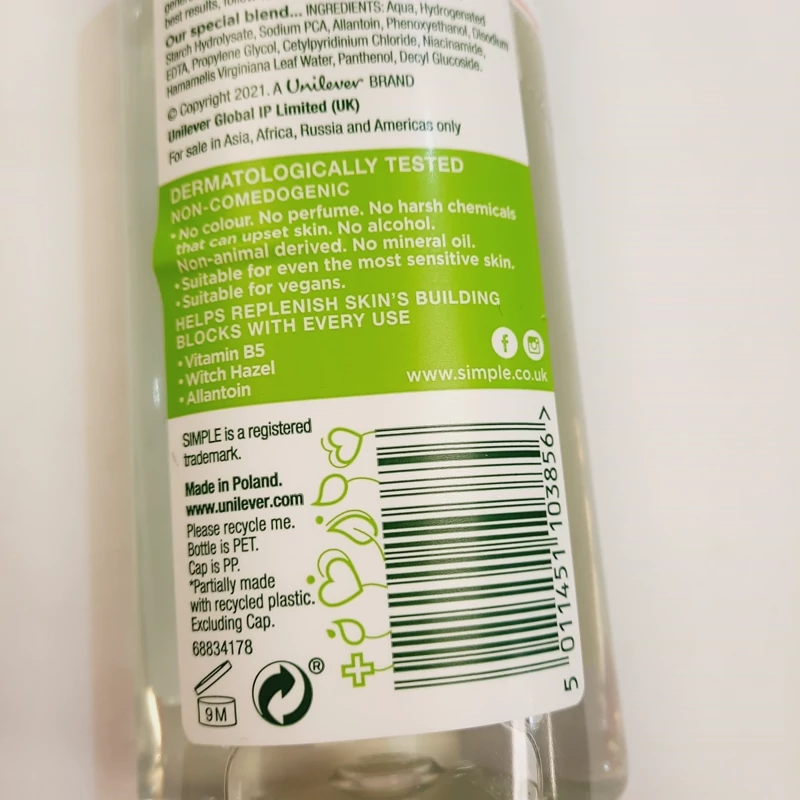 best results, follow
Our special blend... INGREDIENTS: Aqua, Hydrogenated
Starch Hydrolysate, Sodium PCA, Allantoin, Phenoxyethanol, Disodium
EDTA, Propylene Glycol, Cetylpyridinium Chloride, Niacinamide,
Hamamelis Virginiana Leaf Water, Panthenol, Decyl Glucoside.
© Copyright 2021. A Unilever BRAND
Unilever Global IP Limited (UK)
For sale in Asia, Africa, Russia and Americas only
DERMATOLOGICALLY TESTED
NON-COMEDOGENIC
• No colour. No perfume. No harsh chemicals
that can upset skin. No alcohol.
Non-animal derived. No mineral oil.
• Suitable for even the most sensitive skin.
• Suitable for vegans.
HELPS REPLENISH SKIN'S BUILDING
BLOCKS WITH EVERY USE
• Vitamin B5
• Witch Hazel
• Allantoin
www.simple.co.uk
SIMPLE is a registered
trademark.
Made in Poland.
www.unilever.com
Please recycle me.
Bottle is PET.
Cap is PP.
*Partially made
with recycled plastic.
Excluding Cap.
68834178
9M
®
5 011451 103856 >